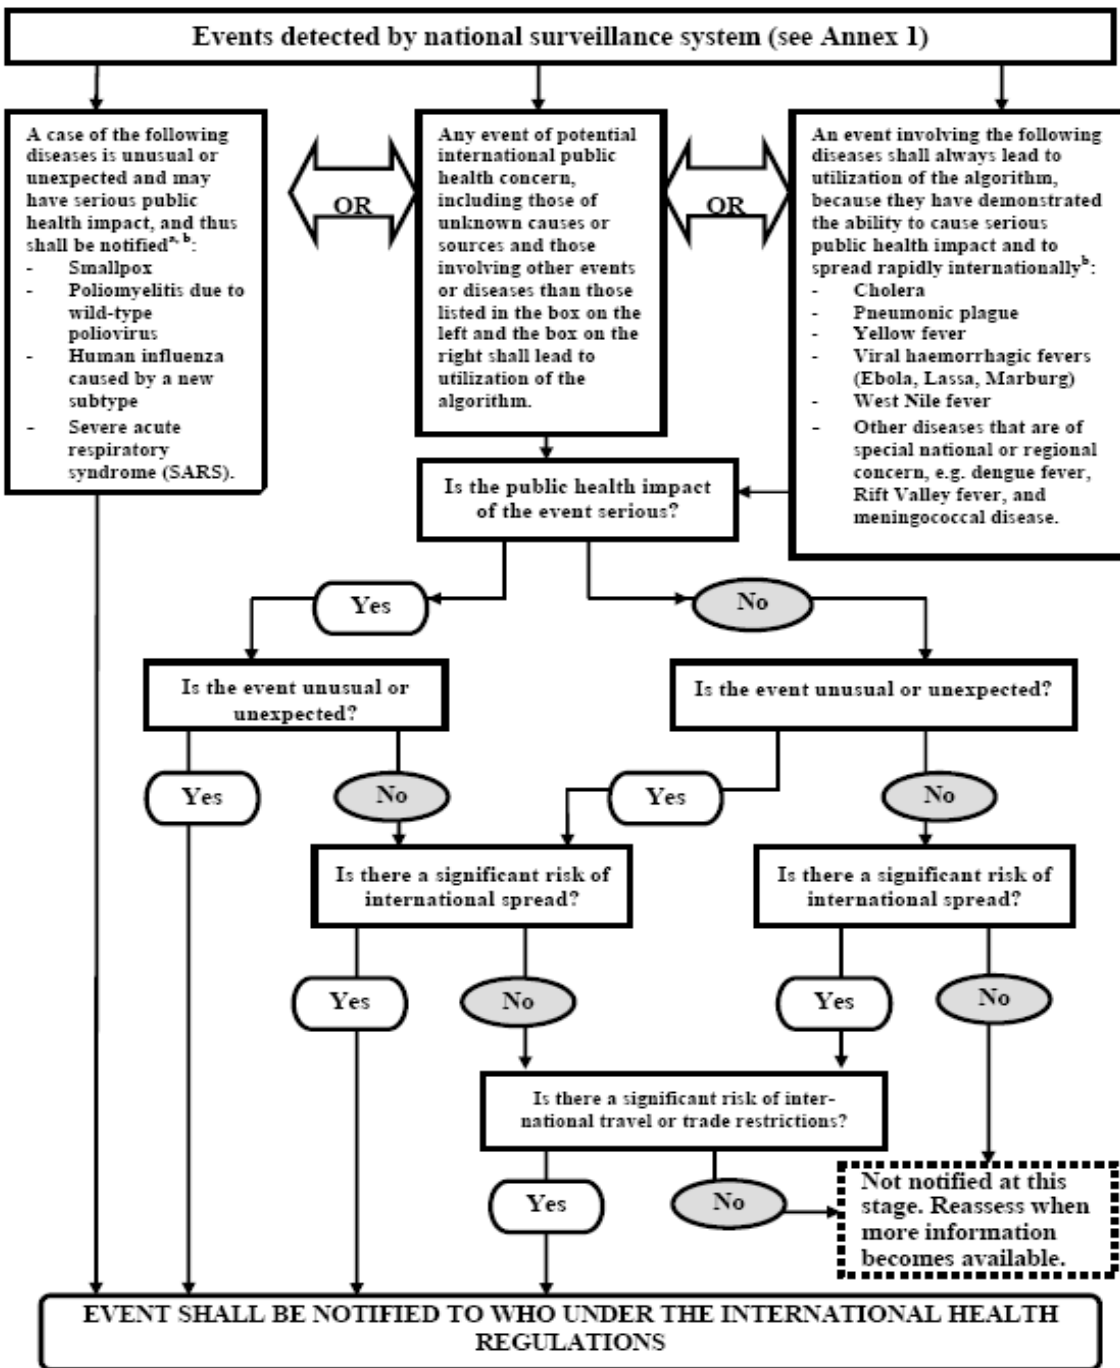 Events detected by national surveillance system (see Annex 1)
A case of the following
diseases is unusual or
unexpected and may
have serious public
health impact, and thus
shall be notified^a, b:
- Smallpox
- Poliomyelitis due to
wild-type
poliovirus
- Human influenza
caused by a new
subtype
- Severe acute
respiratory
syndrome (SARS).
OR
Any event of potential
international public
health concern,
including those of
unknown causes or
sources and those
involving other events
or diseases than those
listed in the box on the
left and the box on the
right shall lead to
utilization of the
algorithm.
OR
An event involving the following
diseases shall always lead to
utilization of the algorithm,
because they have demonstrated
the ability to cause serious
public health impact and to
spread rapidly internationally^b:
- Cholera
- Pneumonic plague
- Yellow fever
- Viral haemorrhagic fevers
(Ebola, Lassa, Marburg)
- West Nile fever
- Other diseases that are of
special national or regional
concern, e.g. dengue fever,
Rift Valley fever, and
meningococcal disease.
Is the public health impact
of the event serious?
Yes
No
Is the event unusual or
unexpected?
Is the event unusual or unexpected?
Yes
No
Yes
No
Is there a significant risk of
international spread?
Is there a significant risk of
international spread?
Yes
No
Yes
No
Is there a significant risk of inter-
national travel or trade restrictions?
Yes
No
Not notified at this
stage. Reassess when
more information
becomes available.
EVENT SHALL BE NOTIFIED TO WHO UNDER THE INTERNATIONAL HEALTH
REGULATIONS